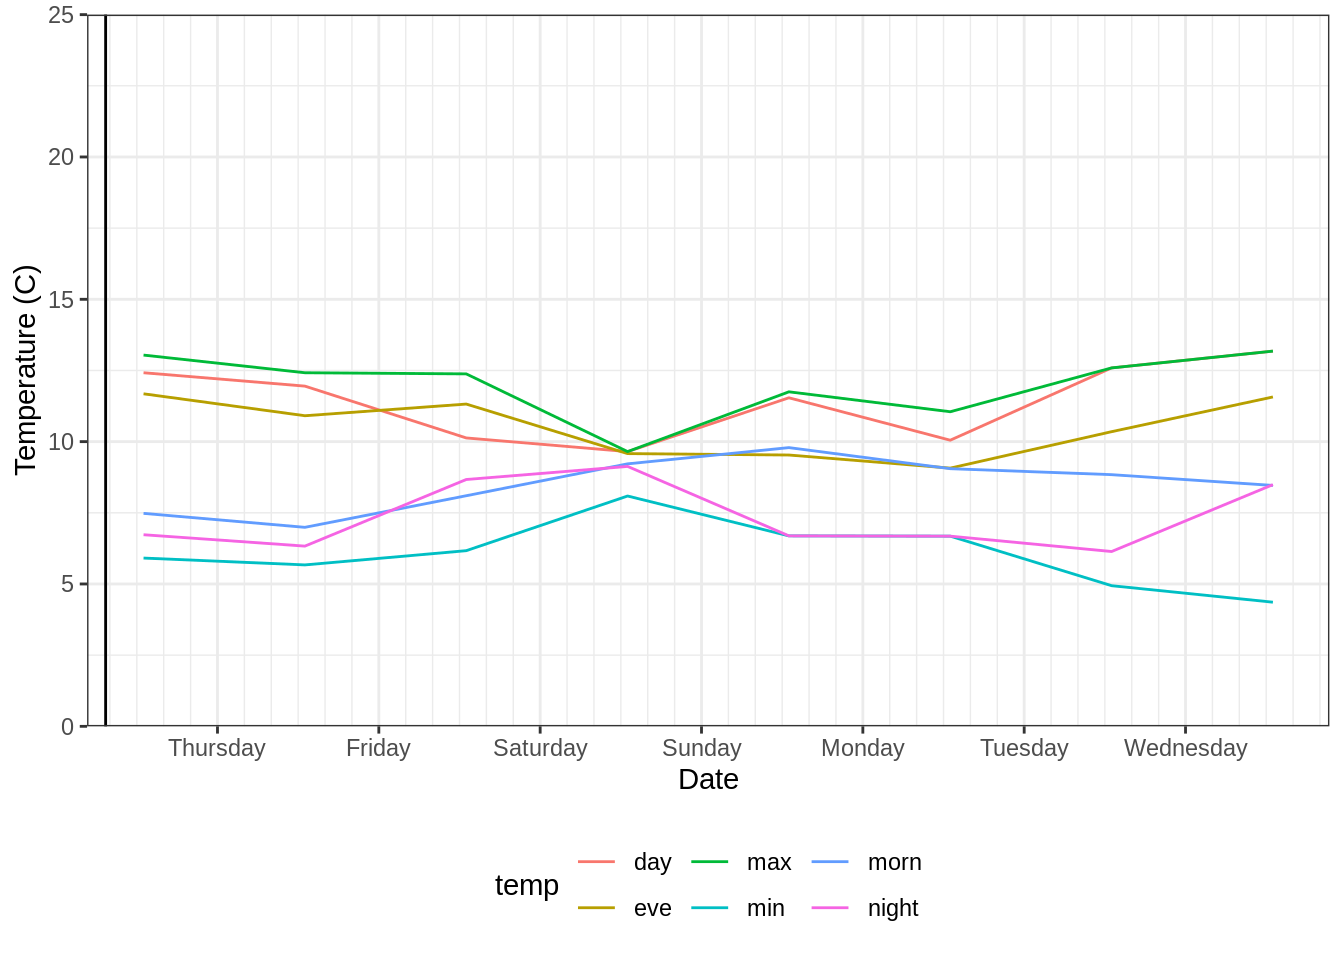 25
20
15
10
5
0
Temperature (C)
Thursday Friday Saturday Sunday Monday Tuesday Wednesday
Date
temp
day max morn
eve min night